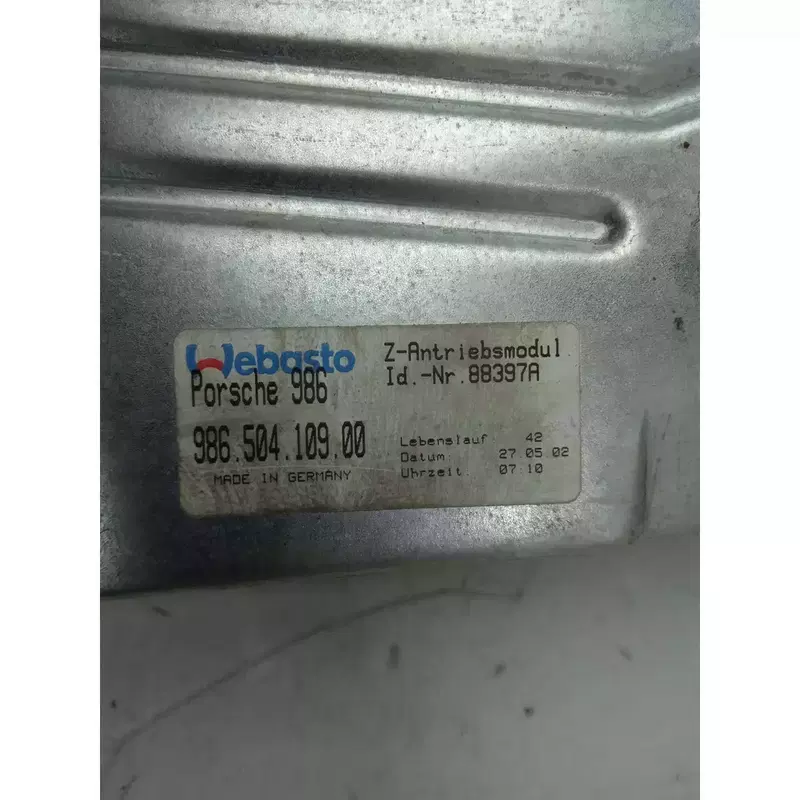 Webasto
Porsche 986
986.504.109.00
MADE IN GERMANY
Z-Antriebsmodul
Id.-Nr.88397A
Lebenslauf: 42
Datum: 27.05.02
Uhrzeit: 07:10